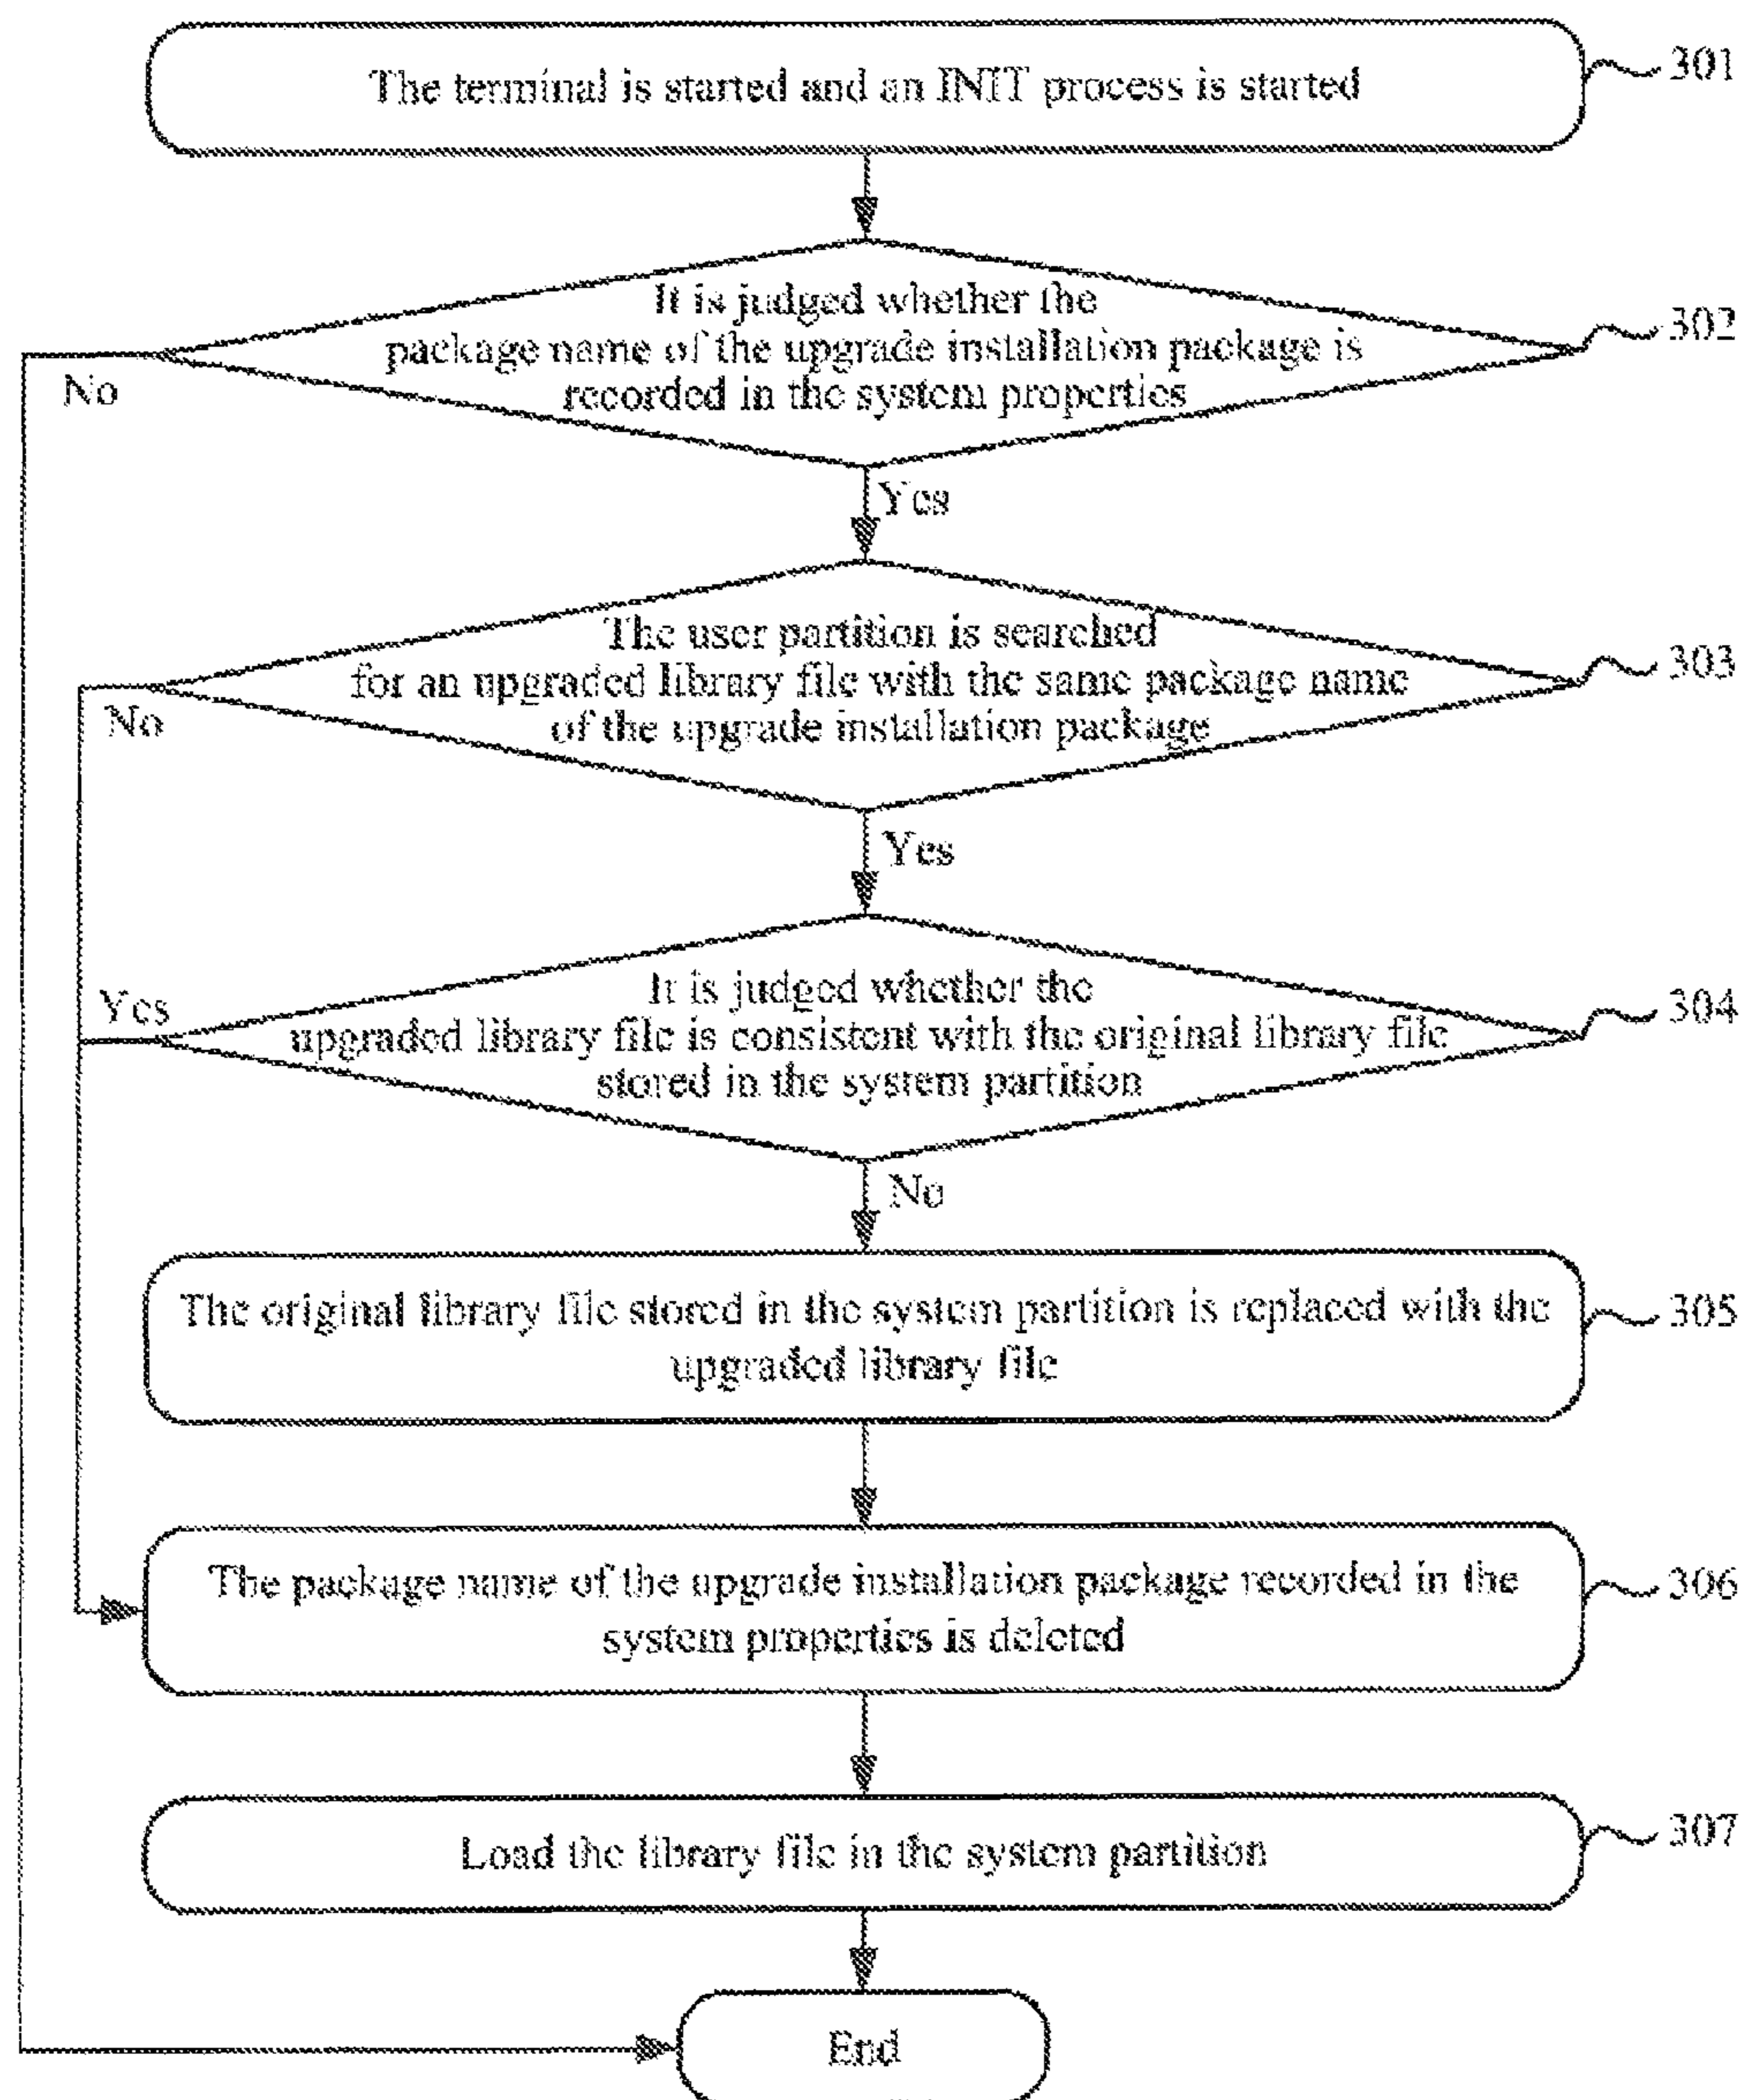 The terminal is started and an INIT process is started
301
It is judged whether the
package name of the upgrade installation package is
recorded in the system properties
302
No
Yes
The user partition is searched
for an upgraded library file with the same package name
of the upgrade installation package
303
No
Yes
It is judged whether the
upgraded library file is consistent with the original library file
stored in the system partition
304
Yes
No
The original library file stored in the system partition is replaced with the
upgraded library file
305
The package name of the upgrade installation package recorded in the
system properties is deleted
306
Load the library file in the system partition
307
End